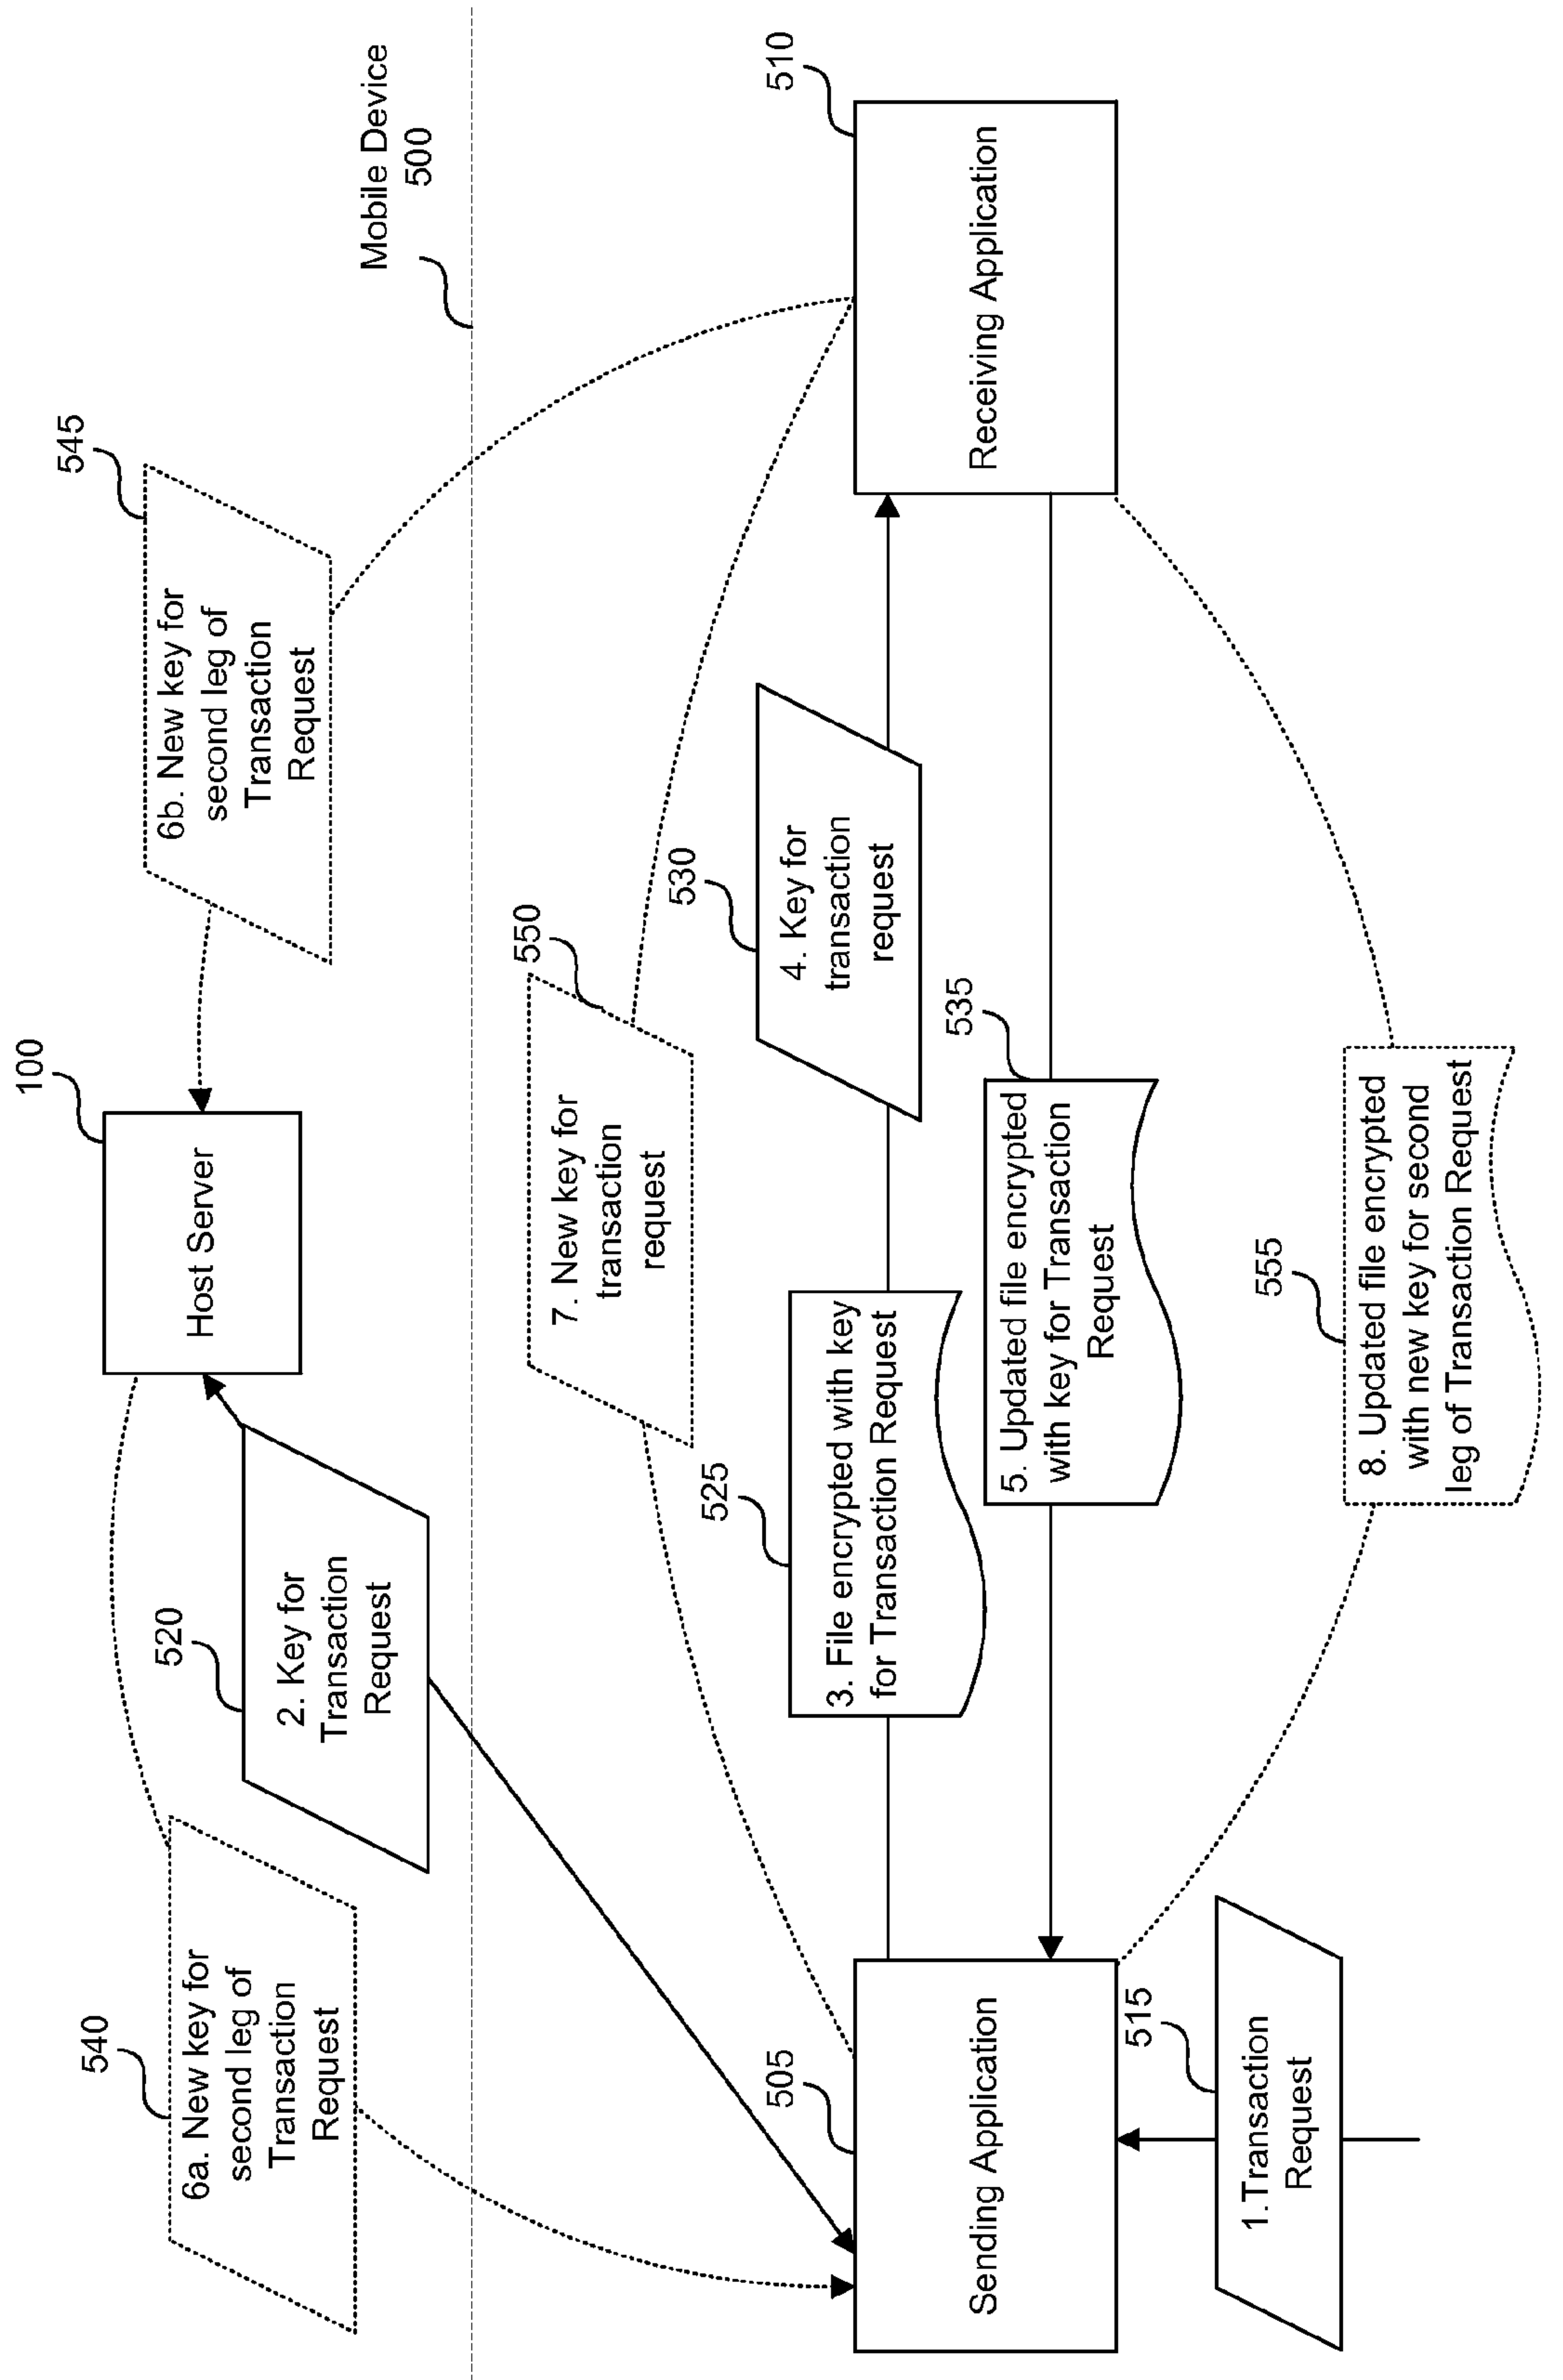 100
Host Server
540
6a. New key for
second leg of
Transaction
Request
520
2. Key for
Transaction
Request
545
6b. New key for
second leg of
Transaction
Request
Mobile Device
500
550
7. New key for
transaction
request
505
Sending Application
525
3. File encrypted with key
for Transaction Request
530
4. Key for
transaction
request
510
Receiving Application
535
5. Updated file encrypted
with key for Transaction
Request
515
1.Transaction
Request
555
8. Updated file encrypted
with new key for second
leg of Transaction Request